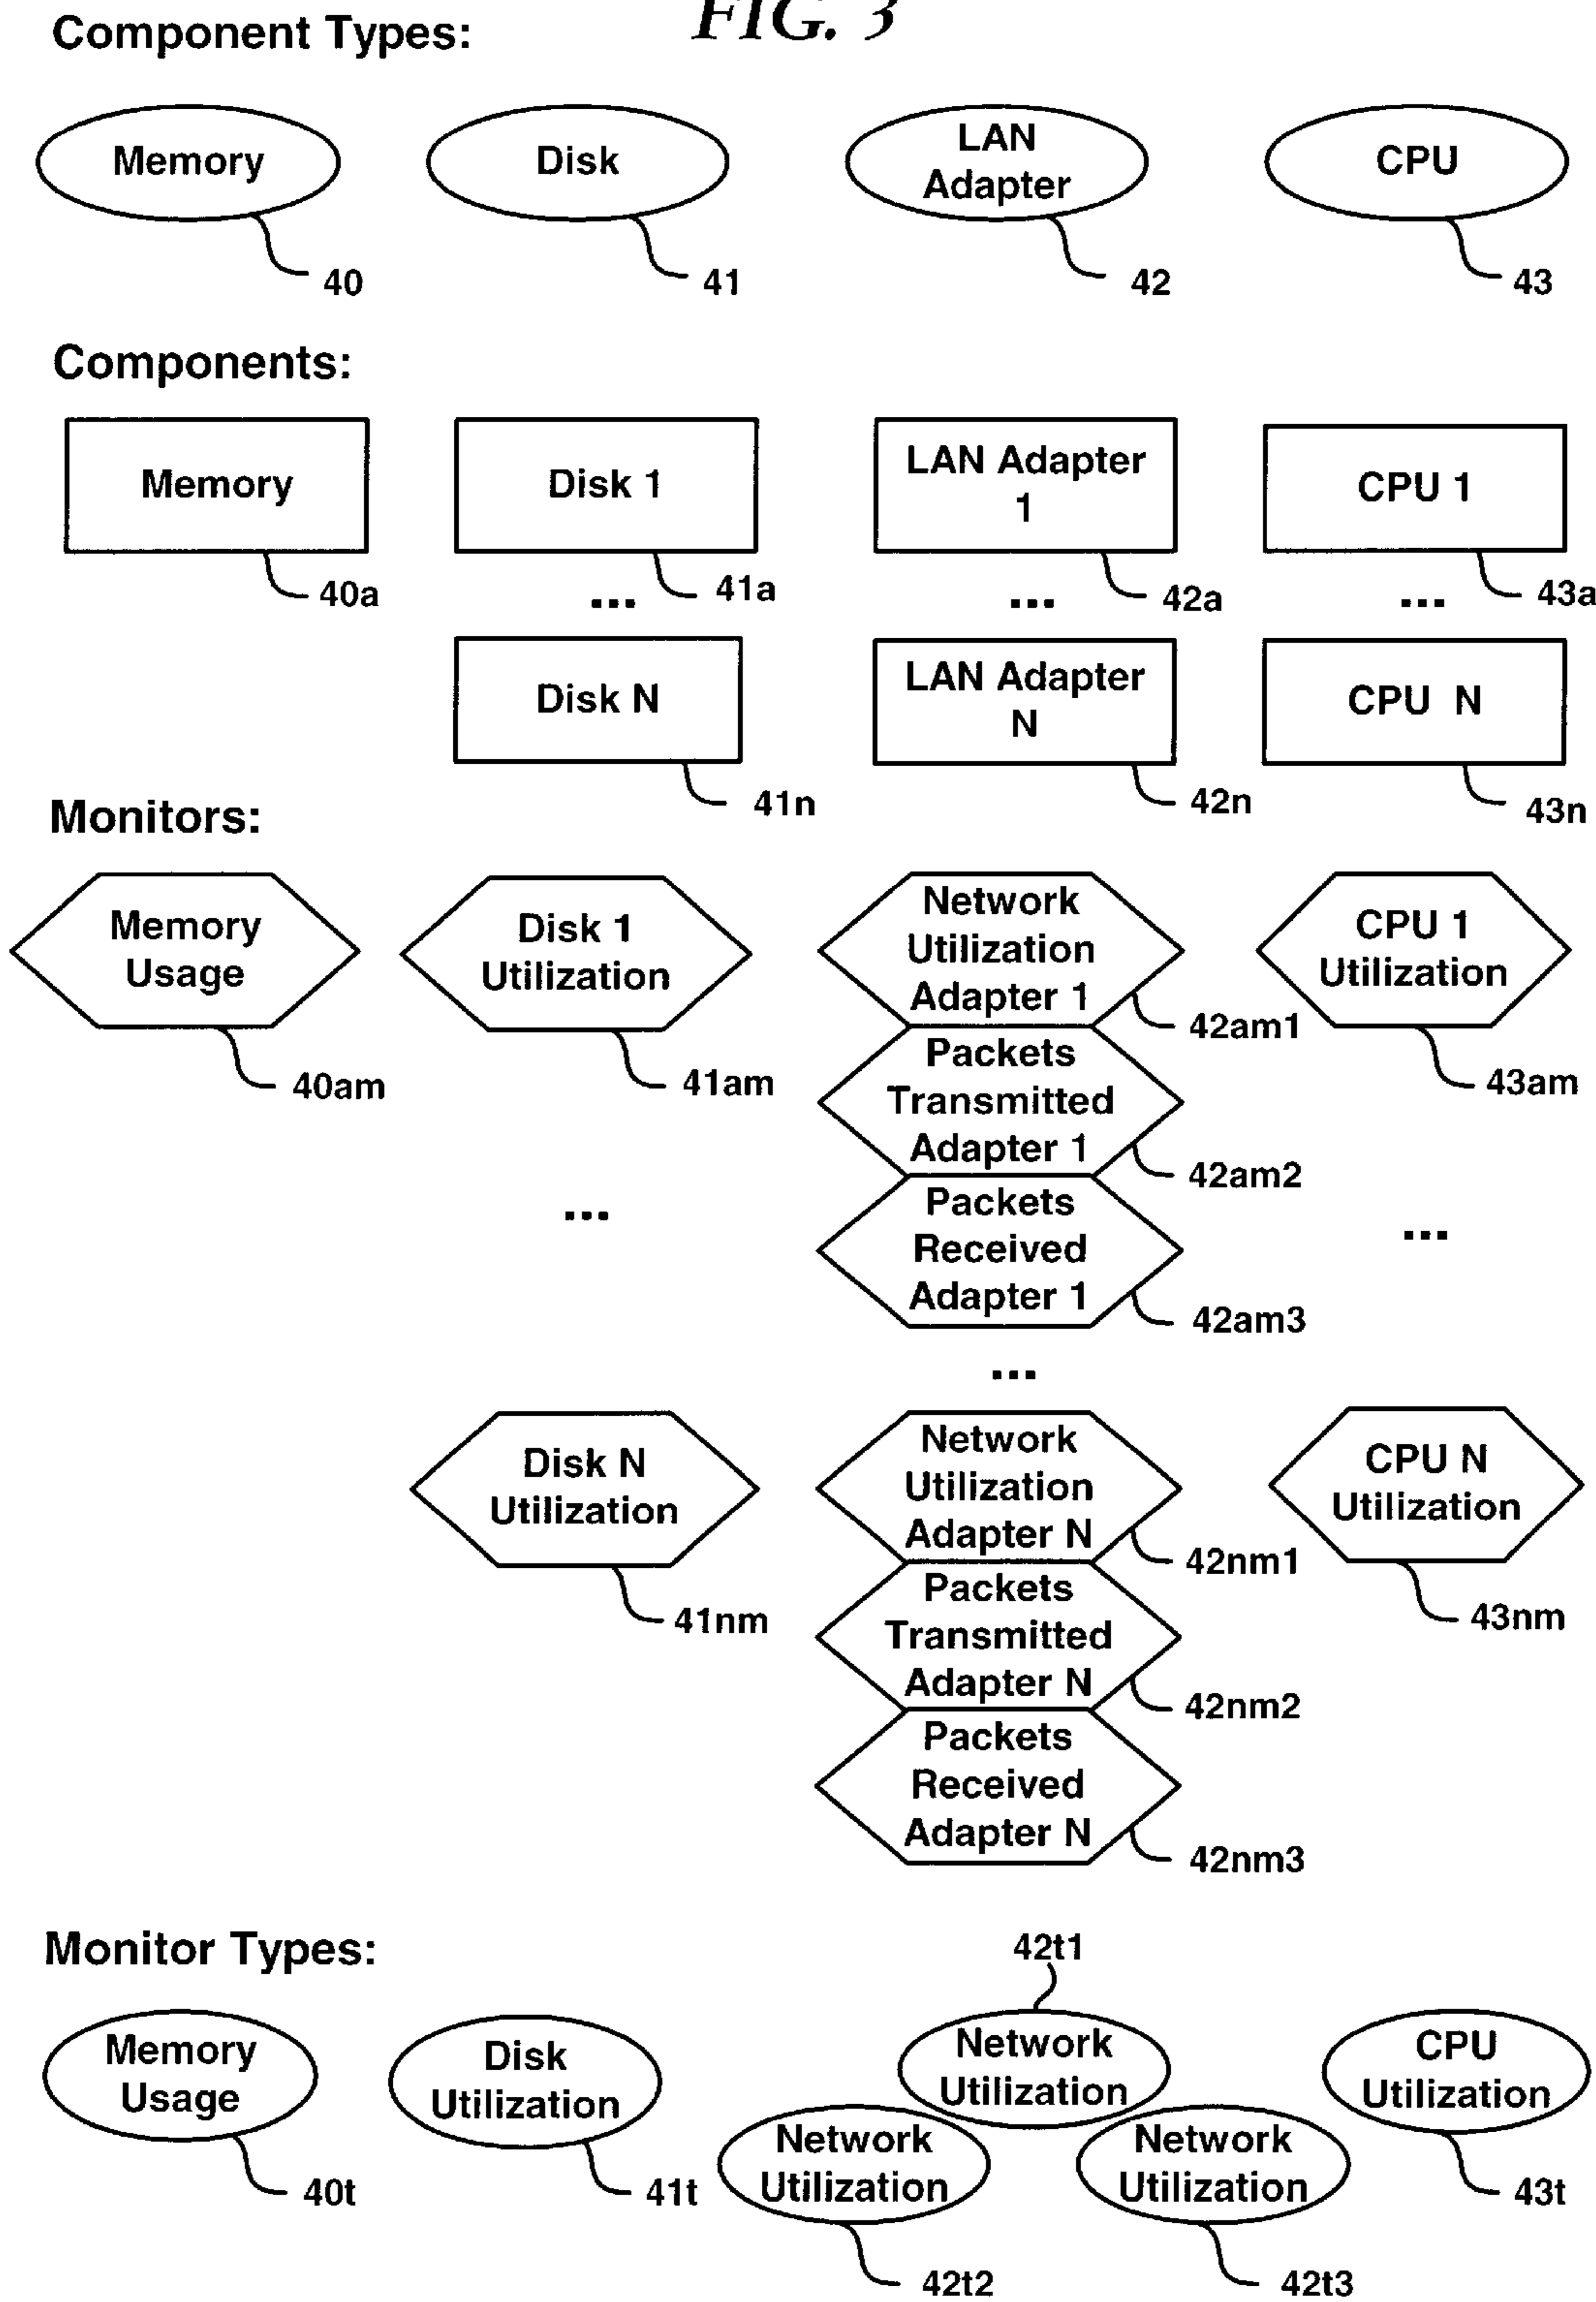 FIG. 3
Component Types:
Memory
Disk
LAN
Adapter
CPU
40
41
42
43
Components:
Memory
Disk 1
LAN Adapter
1
CPU 1
40a
...
41a
...
42a
...
43a
Disk N
LAN Adapter
N
CPU N
41n
42n
43n
Monitors:
Memory
Usage
Disk 1
Utilization
Network
Utilization
Adapter 1
CPU 1
Utilization
40am
41am
42am1
43am
Packets
Transmitted
Adapter 1
42am2
...
Packets
Received
Adapter 1
...
42am3
...
Disk N
Utilization
Network
Utilization
Adapter N
CPU N
Utilization
41nm
42nm1
43nm
Packets
Transmitted
Adapter N
42nm2
Packets
Received
Adapter N
42nm3
Monitor Types:
42t1
Memory
Usage
Disk
Utilization
Network
Utilization
CPU
Utilization
Network
Utilization
Network
Utilization
40t
41t
43t
42t2
42t3